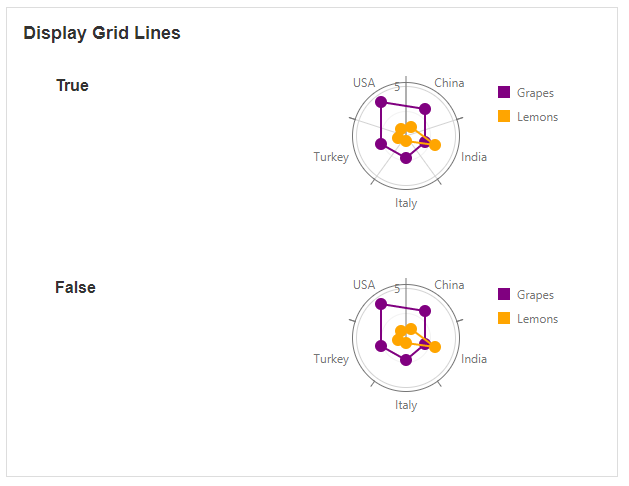 Display Grid Lines
True
USA
China
5
Grapes
Lemons
Turkey
India
Italy
False
USA
China
5
Grapes
Lemons
Turkey
India
Italy